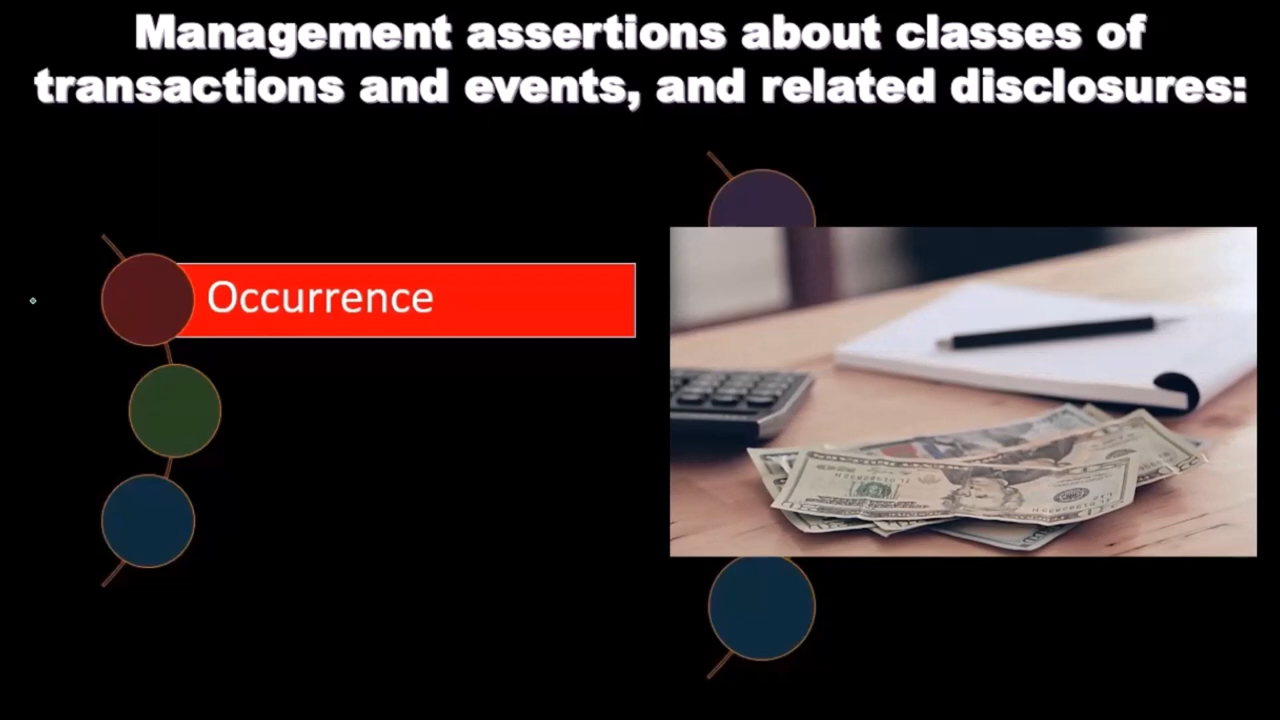 Management assertions about classes of
transactions and events, and related disclosures:
Occurrence